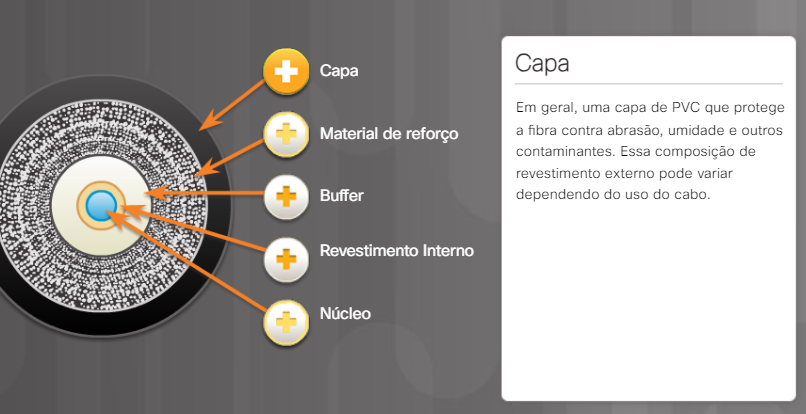 Capa
Material de reforço
Buffer
Revestimento Interno
Núcleo
Capa
Em geral, uma capa de PVC que protege
a fibra contra abrasão, umidade e outros
contaminantes. Essa composição de
revestimento externo pode variar
dependendo do uso do cabo.